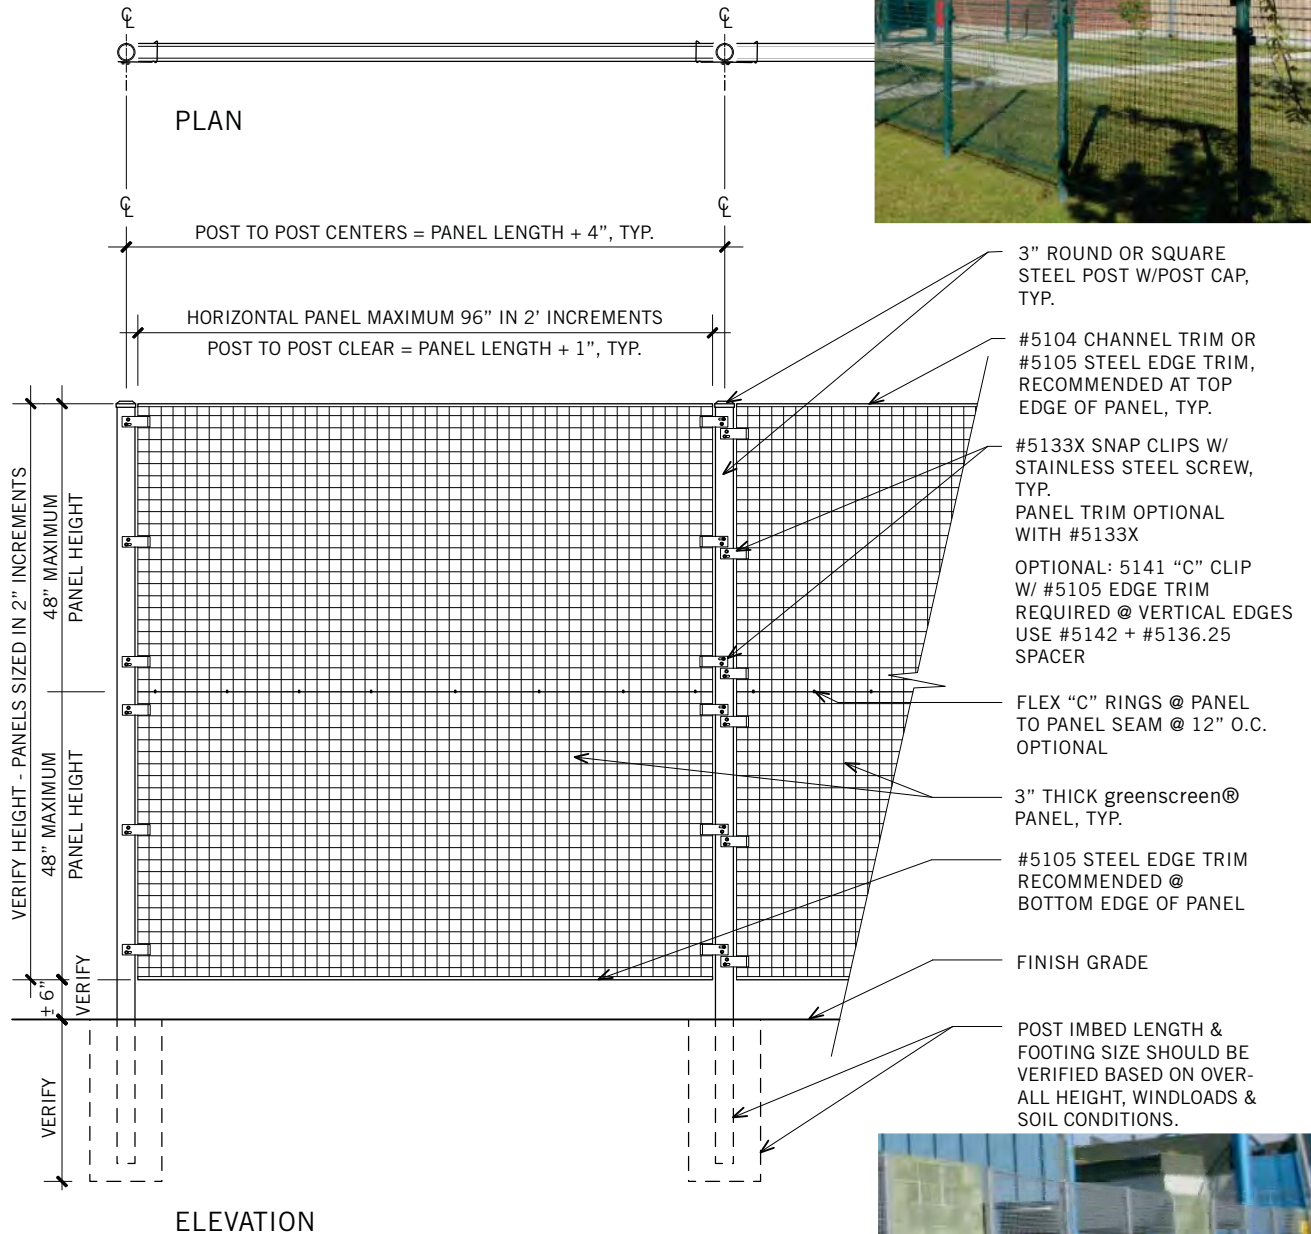 ℄
℄
PLAN
℄
℄
POST TO POST CENTERS = PANEL LENGTH + 4”, TYP.
HORIZONTAL PANEL MAXIMUM 96” IN 2' INCREMENTS
POST TO POST CLEAR = PANEL LENGTH + 1”, TYP.
3” ROUND OR SQUARE
STEEL POST W/POST CAP,
TYP.
#5104 CHANNEL TRIM OR
#5105 STEEL EDGE TRIM,
RECOMMENDED AT TOP
EDGE OF PANEL, TYP.
#5133X SNAP CLIPS W/
STAINLESS STEEL SCREW,
TYP.
PANEL TRIM OPTIONAL
WITH #5133X
OPTIONAL: 5141 “C” CLIP
W/ #5105 EDGE TRIM
REQUIRED @ VERTICAL EDGES
USE #5142 + #5136.25
SPACER
FLEX “C” RINGS @ PANEL
TO PANEL SEAM @ 12” O.C.
OPTIONAL
3” THICK greenscreen®
PANEL, TYP.
#5105 STEEL EDGE TRIM
RECOMMENDED @
BOTTOM EDGE OF PANEL
FINISH GRADE
POST IMBED LENGTH &
FOOTING SIZE SHOULD BE
VERIFIED BASED ON OVER-
ALL HEIGHT, WINDLOADS &
SOIL CONDITIONS.
VERIFY HEIGHT - PANELS SIZED IN 2” INCREMENTS
48” MAXIMUM
PANEL HEIGHT
48” MAXIMUM
PANEL HEIGHT
± 6”
VERIFY
VERIFY
ELEVATION